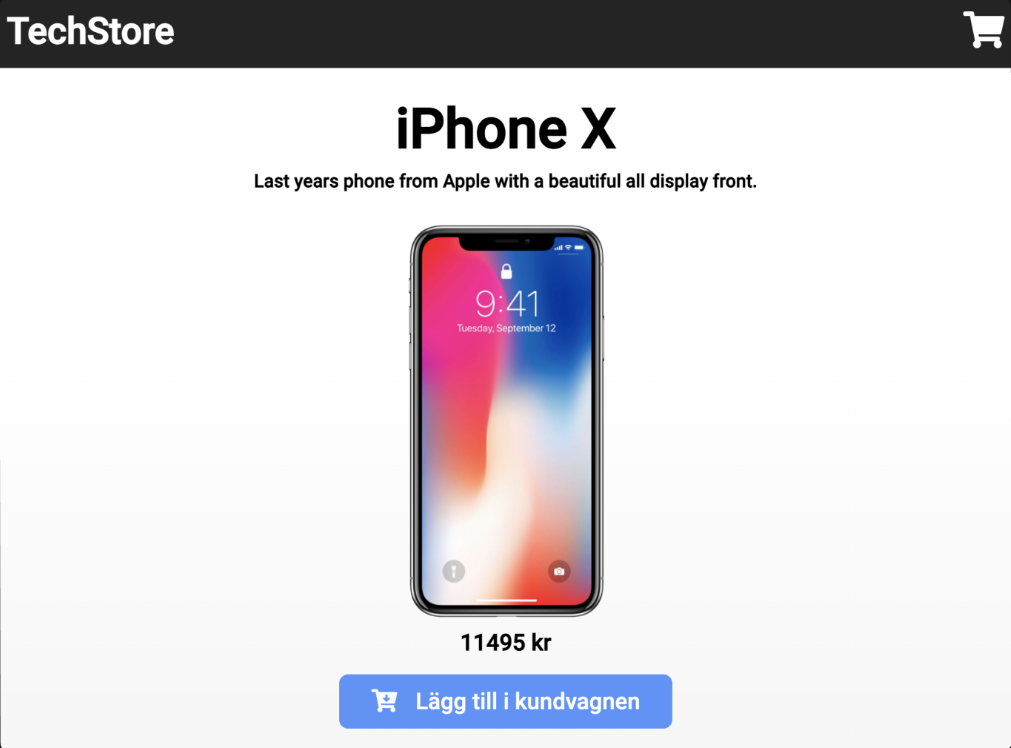 TechStore
iPhone X
Last years phone from Apple with a beautiful all display front.
9:41
Tuesday, September 12
11495 kr
Lägg till i kundvagnen